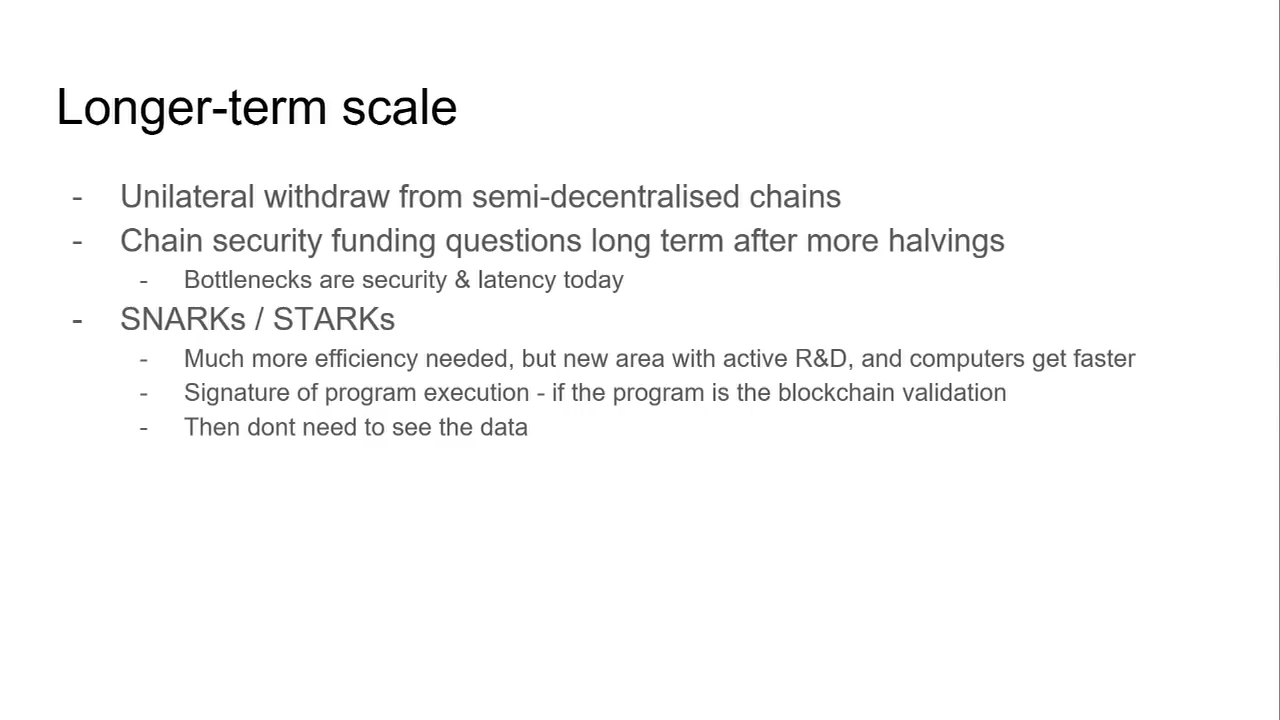 Longer-term scale
- Unilateral withdraw from semi-decentralised chains
- Chain security funding questions long term after more halvings
- Bottlenecks are security & latency today
- SNARKs / STARKs
- Much more efficiency needed, but new area with active R&D, and computers get faster
- Signature of program execution - if the program is the blockchain validation
- Then dont need to see the data